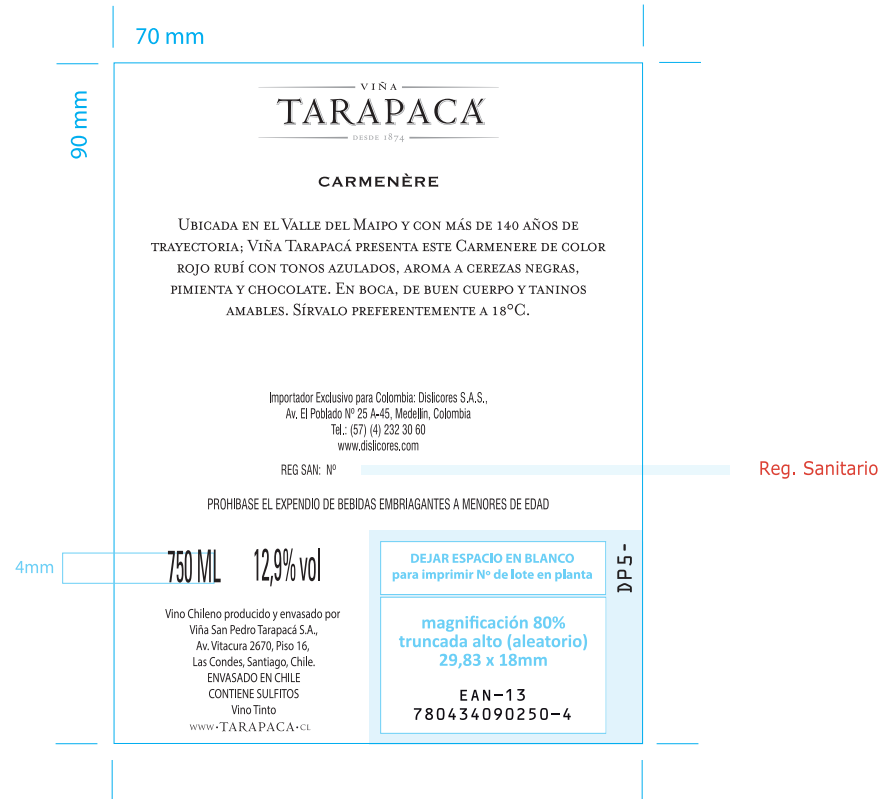 70 mm
90 mm
VIÑA
TARAPACÁ
DESDE 1874
CARMENÈRE
UBICADA EN EL VALLE DEL MAIPO Y CON MÁS DE 140 AÑOS DE
TRAYECTORIA; VIÑA TARAPACÁ PRESENTA ESTE CARMENERE DE COLOR
ROJO RUBÍ CON TONOS AZULADOS, AROMA A CEREZAS NEGRAS,
PIMIENTA Y CHOCOLATE. EN BOCA, DE BUEN CUERPO Y TANINOS
AMABLES. SÍRVALO PREFERENTEMENTE A 18°C.
Importador Exclusivo para Colombia: Dislicores S.A.S.,
Av. El Poblado Nº 25 A-45, Medellin, Colombia
Tel.: (57) (4) 232 30 60
www.dislicores.com
REG SAN: Nº
Reg. Sanitario
PROHIBASE EL EXPENDIO DE BEBIDAS EMBRIAGANTES A MENORES DE EDAD
4mm
750 ML 12,9% vol
Vino Chileno producido y envasado por
Viña San Pedro Tarapacá S.A.,
Av. Vitacura 2670, Piso 16,
Las Condes, Santiago, Chile.
ENVASADO EN CHILE
CONTIENE SULFITOS
Vino Tinto
WWW·TARAPACA·CL
DEJAR ESPACIO EN BLANCO
para imprimir Nº de lote en planta
DP5-
magnificación 80%
truncada alto (aleatorio)
29,83 x 18mm
EAN-13
780434090250-4